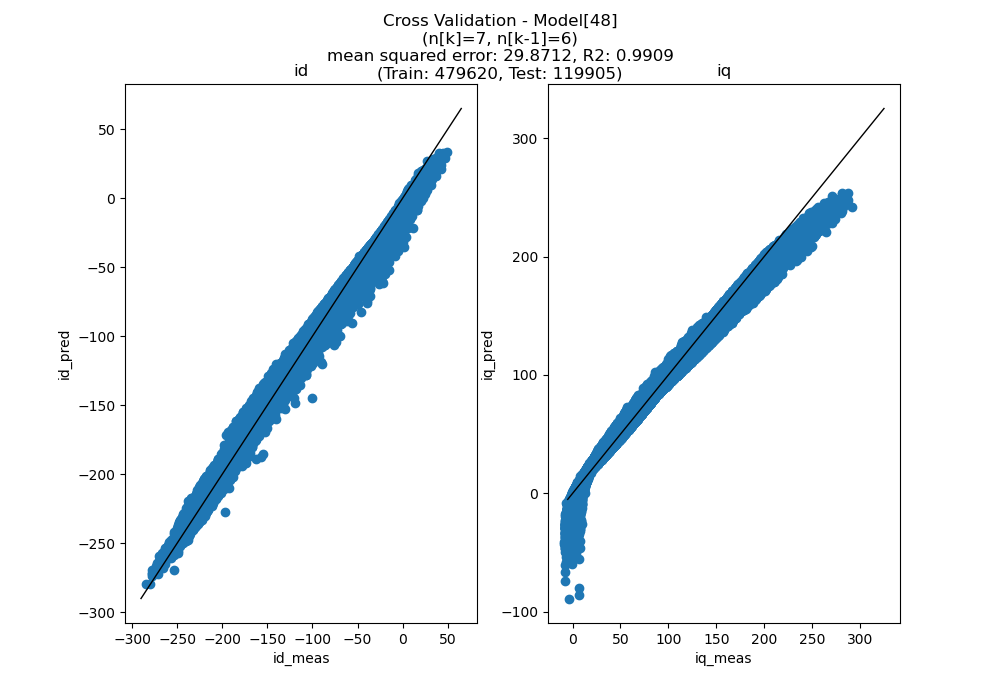 Cross Validation - Model[48]
(n[k]=7, n[k-1]=6)
mean squared error: 29.8712, R2: 0.9909
(Train: 479620, Test: 119905)
id
50
0
−50
−100
−150
−200
−250
−300
id_pred
−300 −250 −200 −150 −100 −50 0 50
id_meas
iq
300
200
100
0
−100
iq_pred
0 50 100 150 200 250 300
iq_meas